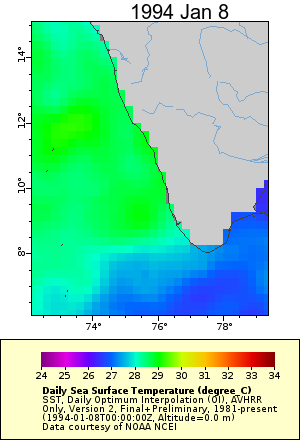 1994 Jan 8
14°
12°
10°
8°
74° 76° 78°
24 25 26 27 28 29 30 31 32 33 34
Daily Sea Surface Temperature (degree_C)
SST, Daily Optimum Interpolation (OI), AVHRR
Only, Version 2, Final+Preliminary, 1981-present
(1994-01-08T00:00:00Z, Altitude=0.0 m)
Data courtesy of NOAA NCEI